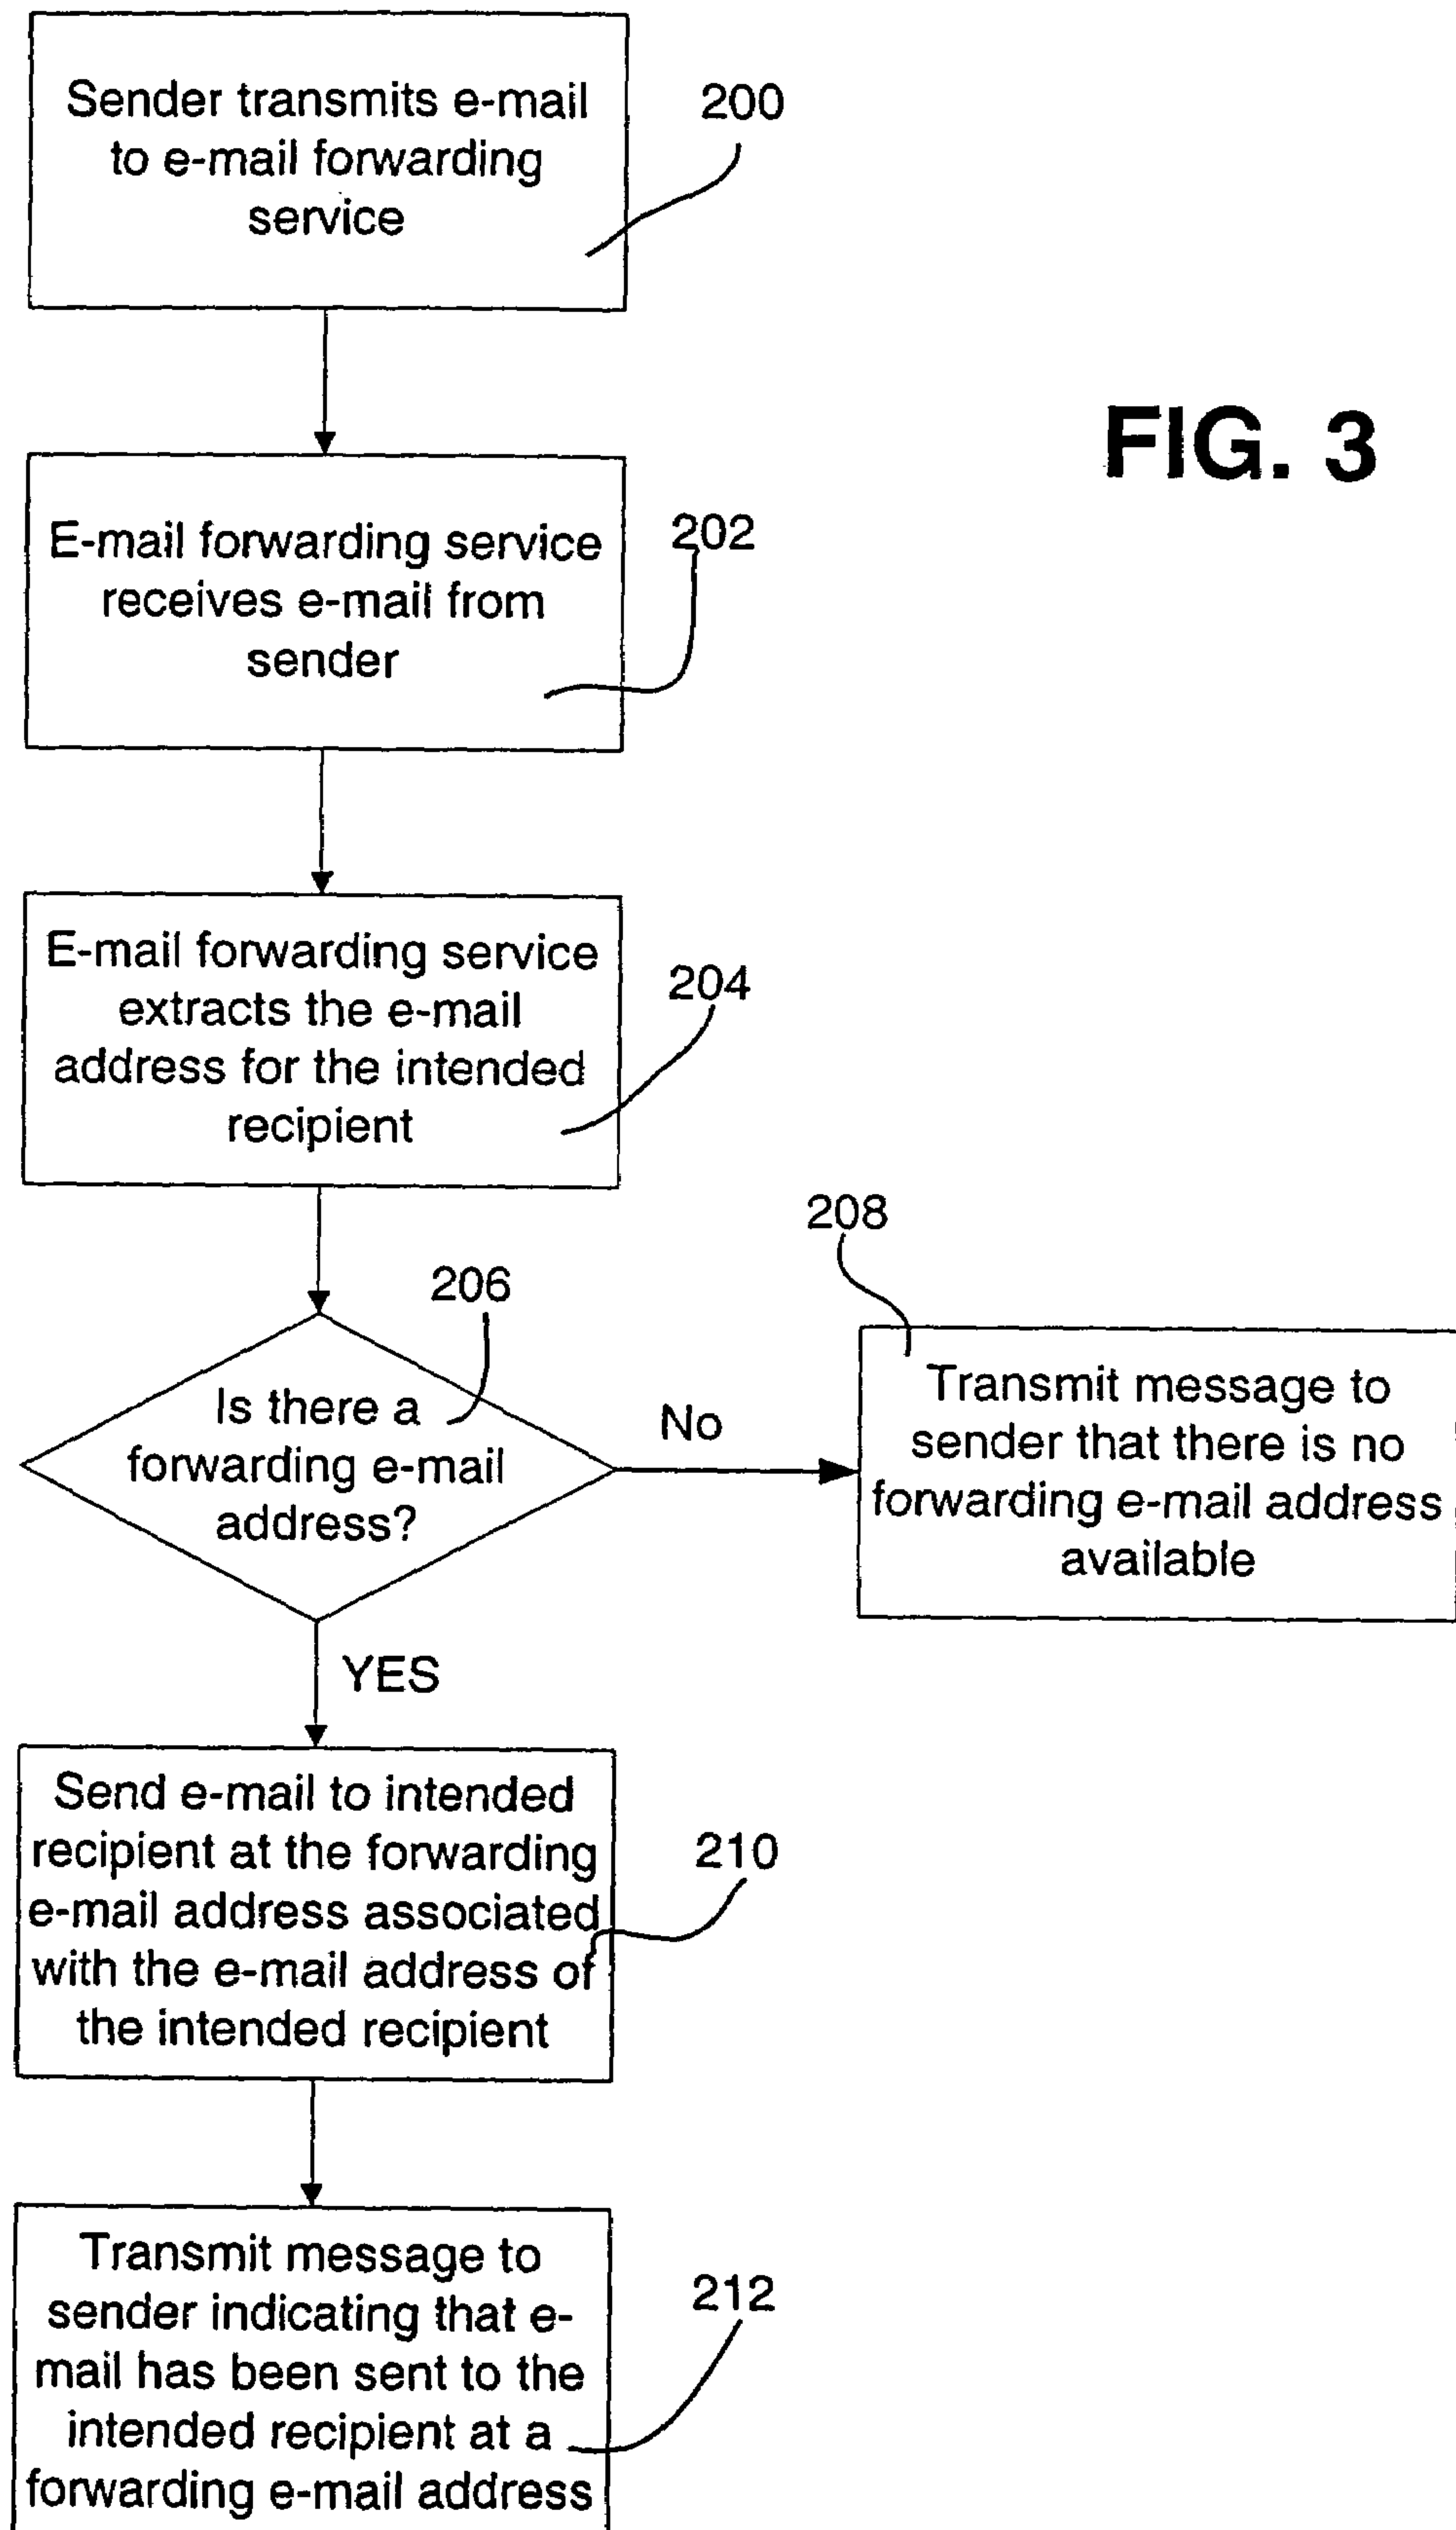 Sender transmits e-mail
to e-mail forwarding
service
200
FIG. 3
E-mail forwarding service
receives e-mail from
sender
202
E-mail forwarding service
extracts the e-mail
address for the intended
recipient
204
206
Is there a
forwarding e-mail
address?
No
208
Transmit message to
sender that there is no
forwarding e-mail address
available
YES
Send e-mail to intended
recipient at the forwarding
e-mail address associated
with the e-mail address of
the intended recipient
210
Transmit message to
sender indicating that e-
mail has been sent to the
intended recipient at a
forwarding e-mail address
212